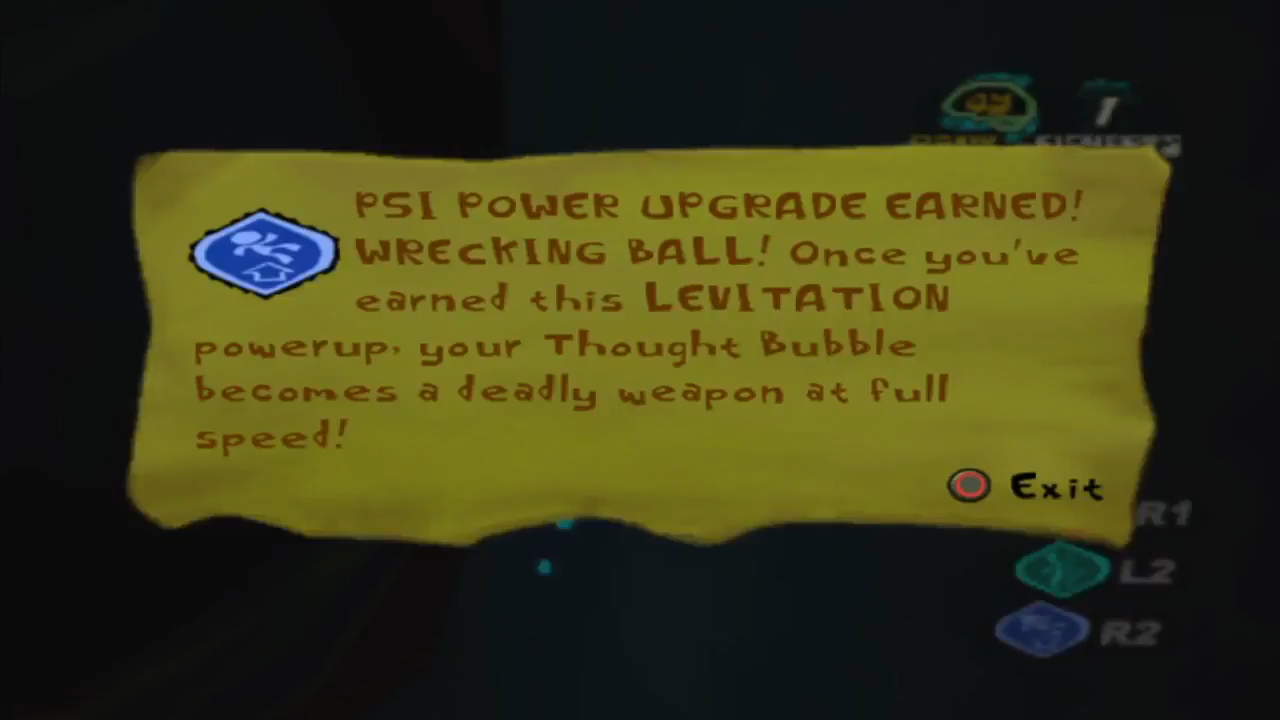 1
PSI POWER UPGRADE EARNED!
WRECKING BALL! Once you've
earned this LEVITATION
powerup, your Thought Bubble
becomes a deadly weapon at full
speed!
Exit
R1
L2
R2